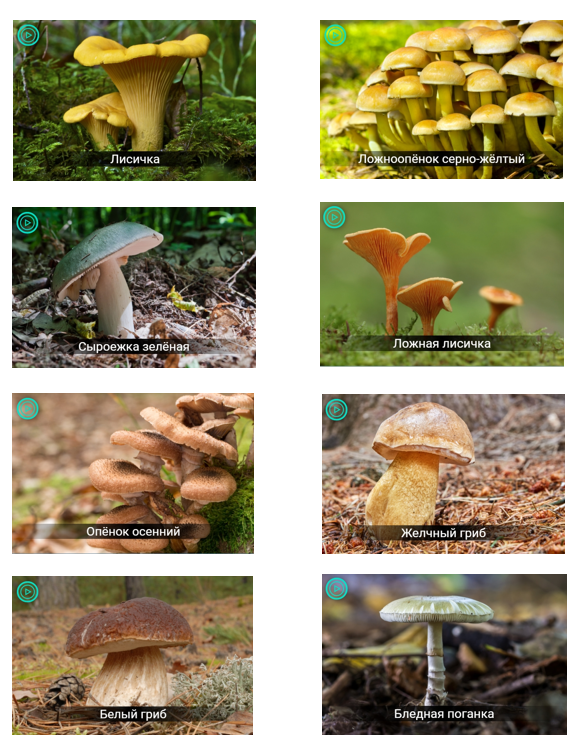 Лисичка
Ложноопёнок серно-жёлтый
Сыроежка зелёная
Ложная лисичка
Опёнок осенний
Желчный гриб
Белый гриб
Бледная поганка